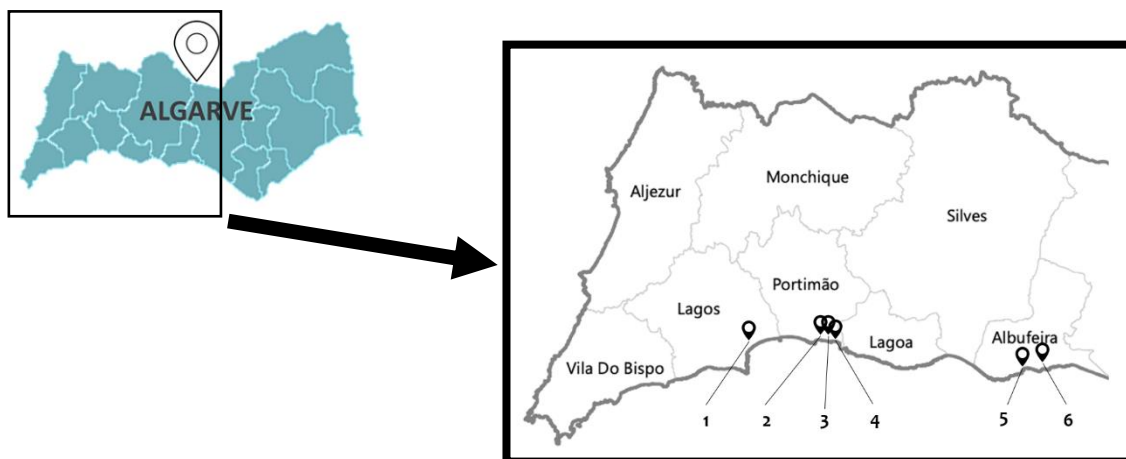 ALGARVE
Aljezur
Monchique
Silves
Portimão
Lagos
Lagoa
Albufeira
Vila Do Bispo
1
2
3
4
5
6